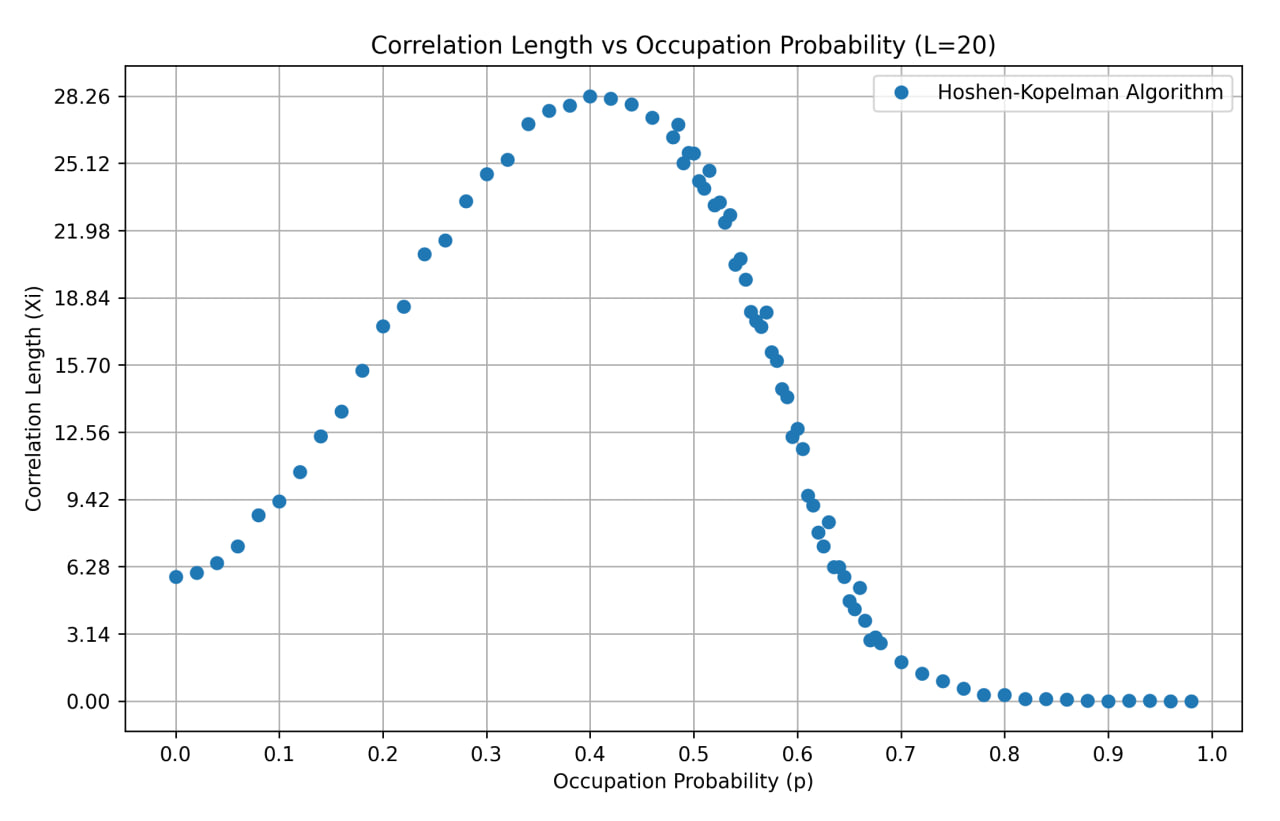 Correlation Length vs Occupation Probability (L=20)
Hoshen-Kopelman Algorithm
Correlation Length (Xi)
28.26
25.12
21.98
18.84
15.70
12.56
9.42
6.28
3.14
0.00
0.0 0.1 0.2 0.3 0.4 0.5 0.6 0.7 0.8 0.9 1.0
Occupation Probability (p)